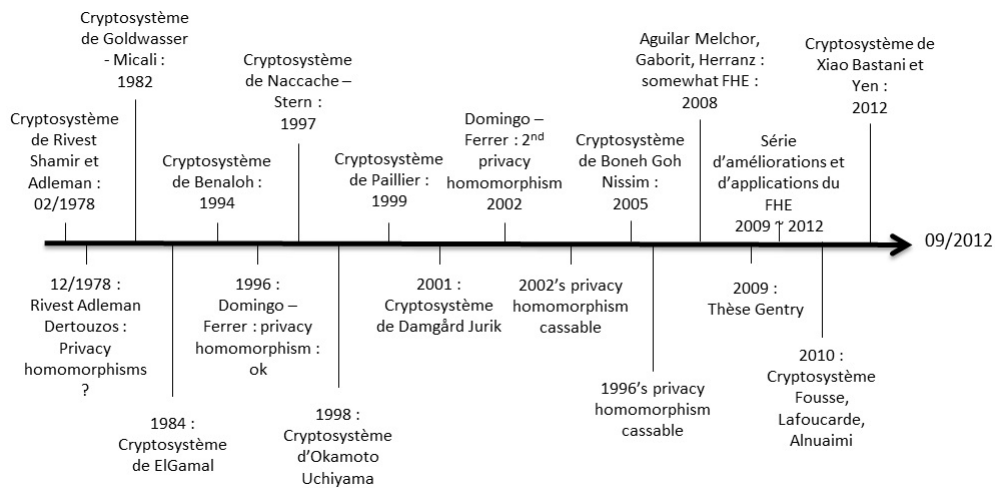 Cryptosystème
de Goldwasser
- Micali :
1982
Cryptosystème
de Rivest
Shamir et
Adleman :
02/1978
Cryptosystème
de Benaloh :
1994
Cryptosystème
de Naccache –
Stern :
1997
Cryptosystème
de Paillier :
1999
Domingo –
Ferrer : 2nd
privacy
homomorphism
2002
Cryptosystème
de Boneh Goh
Nissim :
2005
Aguilar Melchor,
Gaborit, Herranz :
somewhat FHE :
2008
Série
d’améliorations et
d’applications du
FHE
2009 ~ 2012
Cryptosystème de
Xiao Bastani et
Yen :
2012
09/2012
12/1978 :
Rivest Adleman
Dertouzos :
Privacy
homomorphisms
?
1984 :
Cryptosystème
de ElGamal
1996 :
Domingo –
Ferrer : privacy
homomorphism :
ok
1998 :
Cryptosystème
d’Okamoto
Uchiyama
2001 :
Cryptosystème
de Damgård Jurik
2002’s privacy
homomorphism
cassable
1996’s privacy
homomorphism
cassable
2009 :
Thèse Gentry
2010 :
Cryptosystème
Fousse,
Lafoucarde,
Alnuaimi